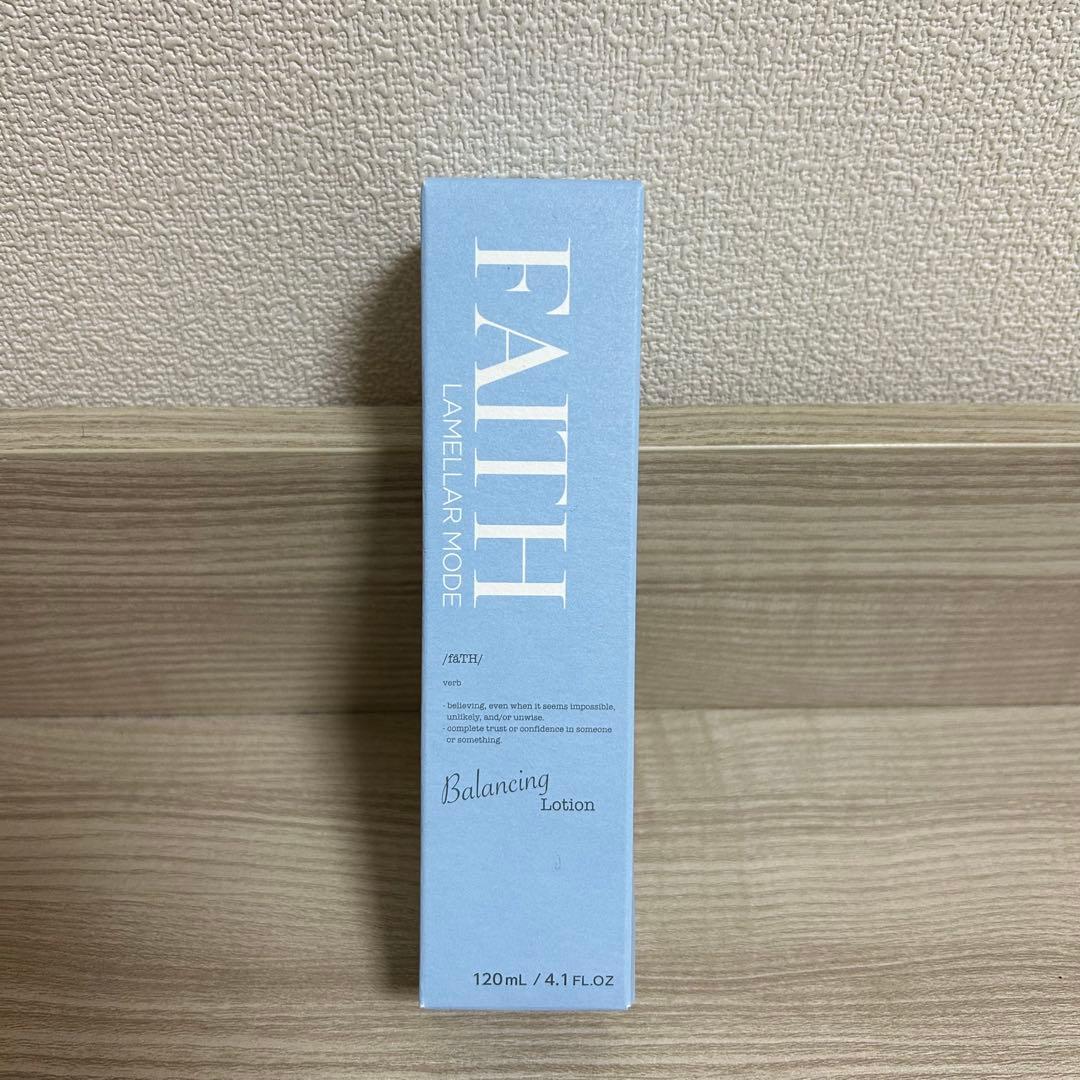 FAITH
LAMELLAR MODE
/fāTH/
verb
- believing, even when it seems impossible,
unlikely, and/or unwise.
- complete trust or confidence in someone
or something.
Balancing
Lotion
120mL / 4.1 FL.OZ